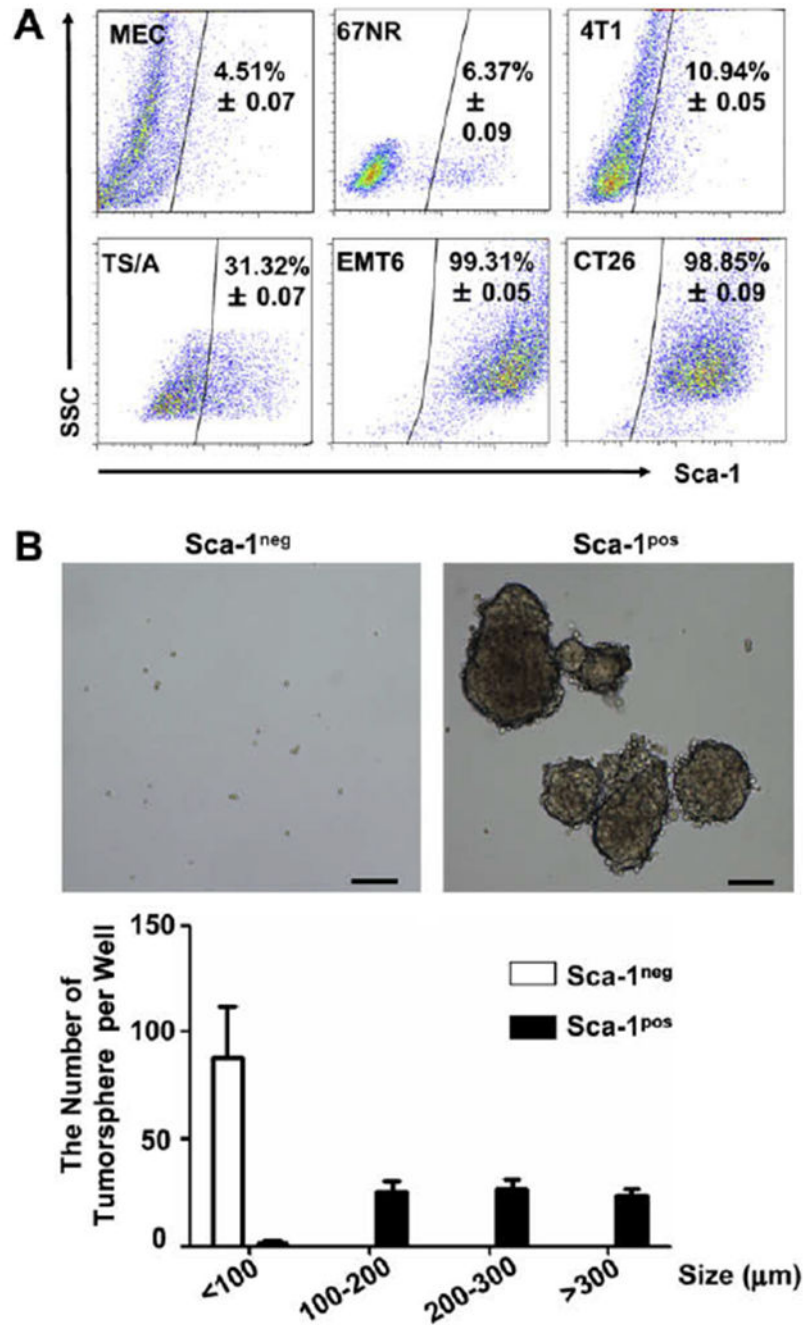 A
MEC
4.51%
± 0.07
67NR
6.37%
±
0.09
4T1
10.94%
± 0.05
TS/A
31.32%
± 0.07
EMT6
99.31%
± 0.05
CT26
98.85%
± 0.09
SSC
Sca-1
B
Sca-1neg
Sca-1pos
The Number of
Tumorsphere per Well
150
100
50
0
Sca-1neg
Sca-1pos
<100
100-200
200-300
>300
Size (μm)